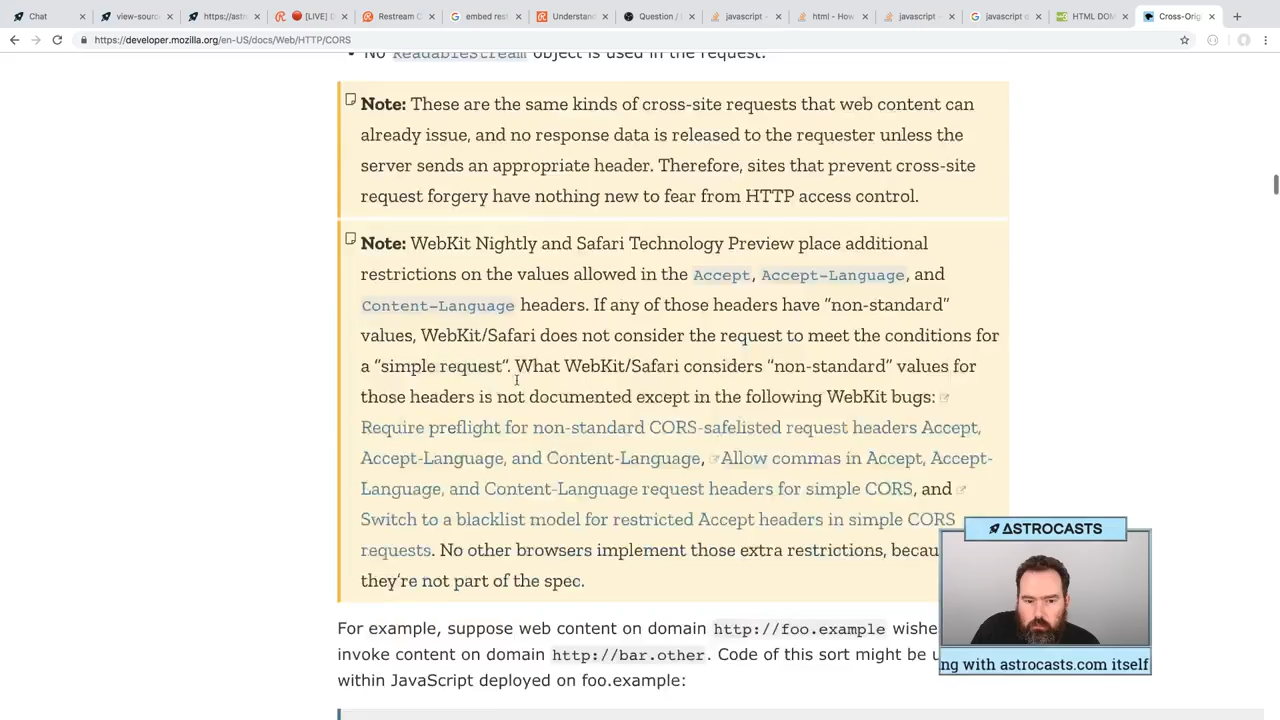 Chat
view-sourc
https://astro
[LIVE] D
Restream C
embed rest
Understan
Question /
javascript -
html - How
javascript -
javascript d
HTML DOM
Cross-Orig
https://developer.mozilla.org/en-US/docs/Web/HTTP/CORS
No ReadableStream object is used in the request.
Note: These are the same kinds of cross-site requests that web content can
already issue, and no response data is released to the requester unless the
server sends an appropriate header. Therefore, sites that prevent cross-site
request forgery have nothing new to fear from HTTP access control.
Note: WebKit Nightly and Safari Technology Preview place additional
restrictions on the values allowed in the Accept, Accept-Language, and
Content-Language headers. If any of those headers have “non-standard”
values, WebKit/Safari does not consider the request to meet the conditions for
a “simple request”. What WebKit/Safari considers “non-standard” values for
those headers is not documented except in the following WebKit bugs:
Require preflight for non-standard CORS-safelisted request headers Accept,
Accept-Language, and Content-Language, Allow commas in Accept, Accept-
Language, and Content-Language request headers for simple CORS, and
Switch to a blacklist model for restricted Accept headers in simple CORS
requests. No other browsers implement those extra restrictions, becau
they’re not part of the spec.
For example, suppose web content on domain http://foo.example wishe
invoke content on domain http://bar.other. Code of this sort might be u
within JavaScript deployed on foo.example:
ASTROCASTS
ng with astrocasts.com itself